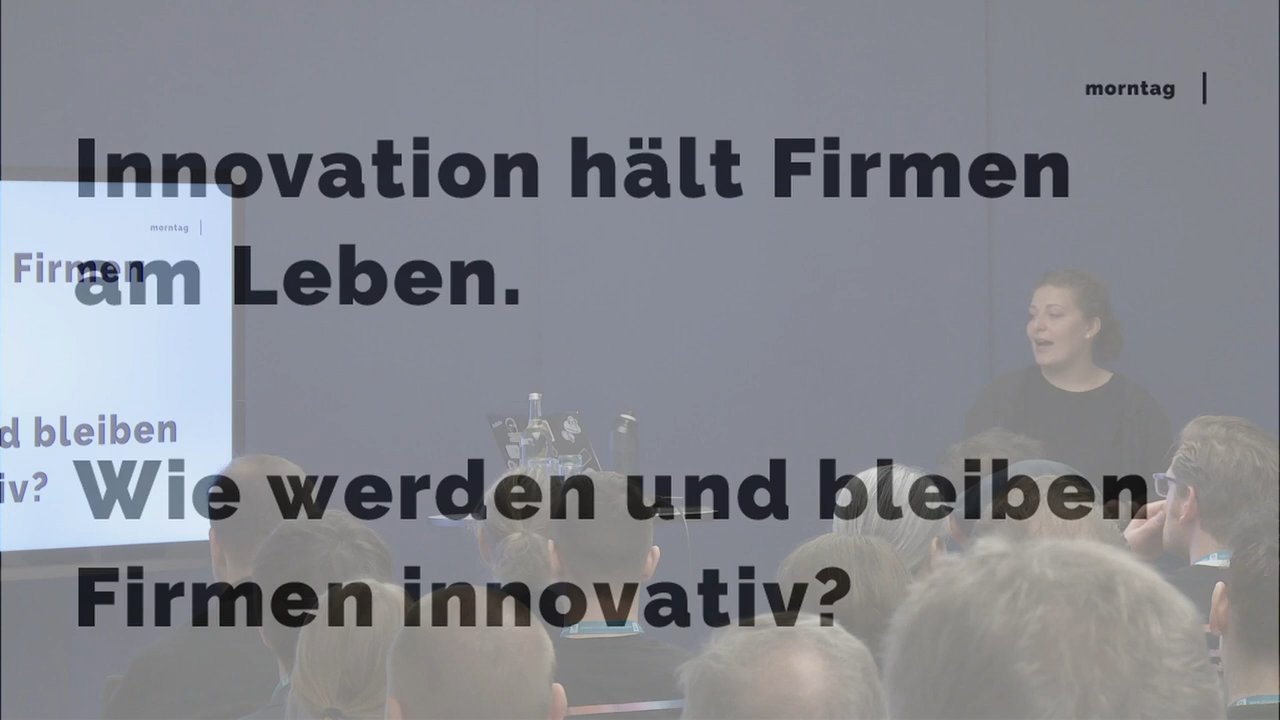 morntag
Innovation hält Firmen
am Leben.
Wie werden und bleiben
Firmen innovativ?
morntag
Firmen
d bleiben
iv?